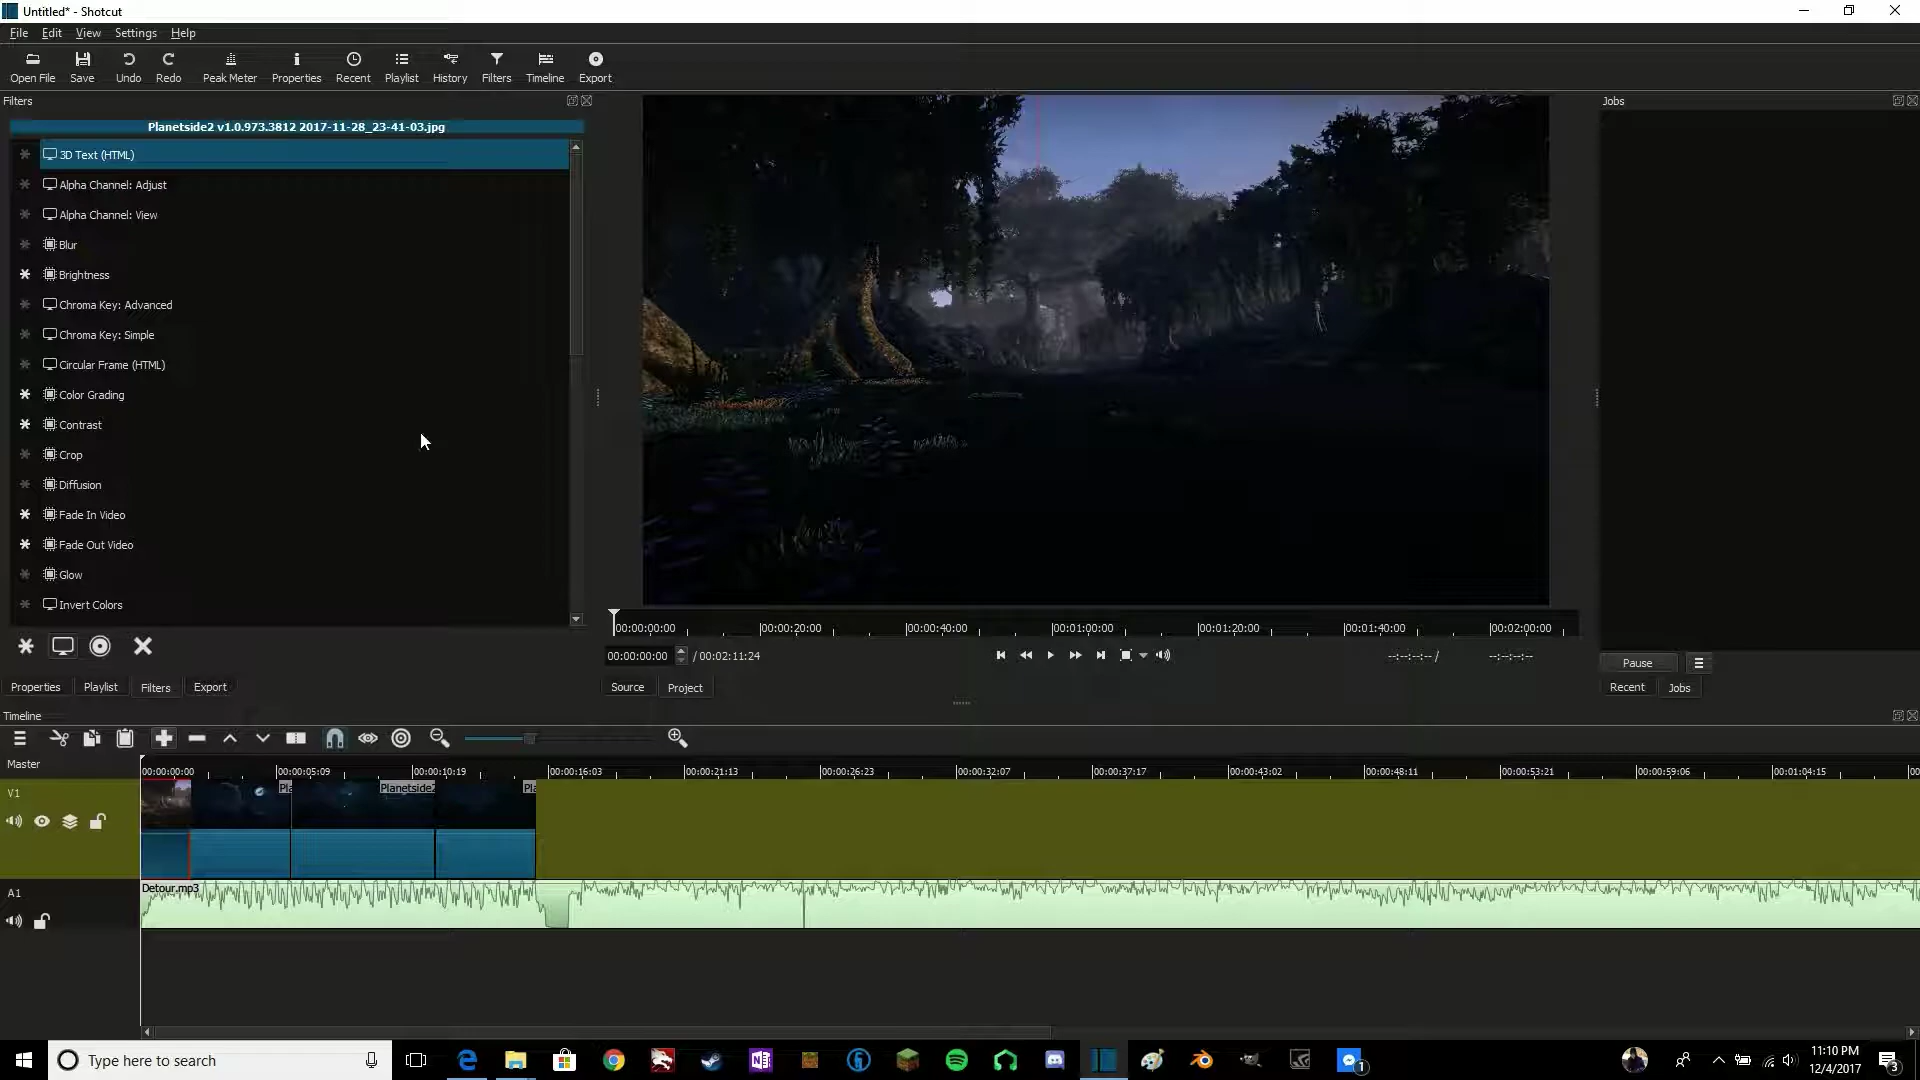 Untitled* - Shotcut
File Edit View Settings Help
Open File Save Undo Redo Peak Meter Properties Recent Playlist History Filters Timeline Export
Filters
Jobs
Planetside2 v1.0.973.3812 2017-11-28_23-41-03.jpg
3D Text (HTML)
Alpha Channel: Adjust
Alpha Channel: View
Blur
Brightness
Chroma Key: Advanced
Chroma Key: Simple
Circular Frame (HTML)
Color Grading
Contrast
Crop
Diffusion
Fade In Video
Fade Out Video
Glow
Invert Colors
00:00:00:00 00:00:20:00 00:00:40:00 00:01:00:00 00:01:20:00 00:01:40:00 00:02:00:00
00:00:00:00 / 00:02:11:24 --:--:--:-- / --:--:--:--
Pause
Properties Playlist Filters Export
Source Project
Recent Jobs
Timeline
Master
00:00:00:00 00:00:05:09 00:00:10:19 00:00:16:03 00:00:21:13 00:00:26:23 00:00:32:07 00:00:37:17 00:00:43:02 00:00:48:11 00:00:53:21 00:00:59:06 00:01:04:15 00
V1
Pla Planetside2 Pla
A1
Detour.mp3
Type here to search
1
11:10 PM
12/4/2017
3